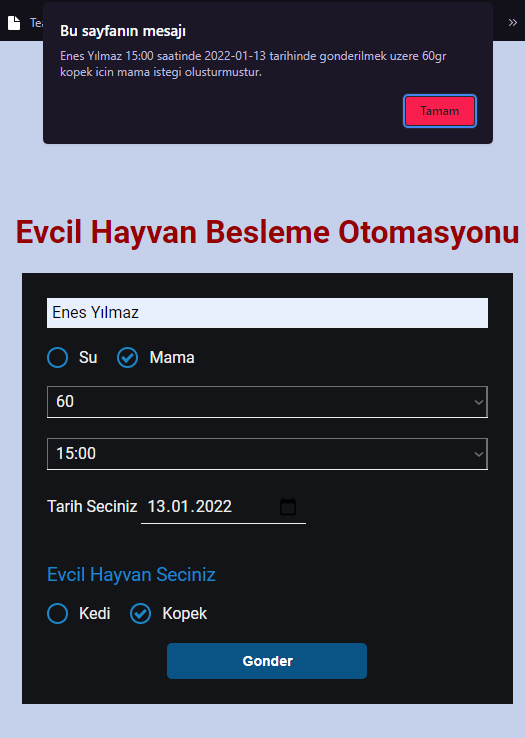 Tea
Bu sayfanın mesajı
Enes Yılmaz 15:00 saatinde 2022-01-13 tarihinde gonderilmek uzere 60gr
kopek icin mama istegi olusturmustur.
Tamam
Evcil Hayvan Besleme Otomasyonu
Enes Yılmaz
Su Mama
60
15:00
Tarih Seciniz 13.01.2022
Evcil Hayvan Seciniz
Kedi Kopek
Gonder